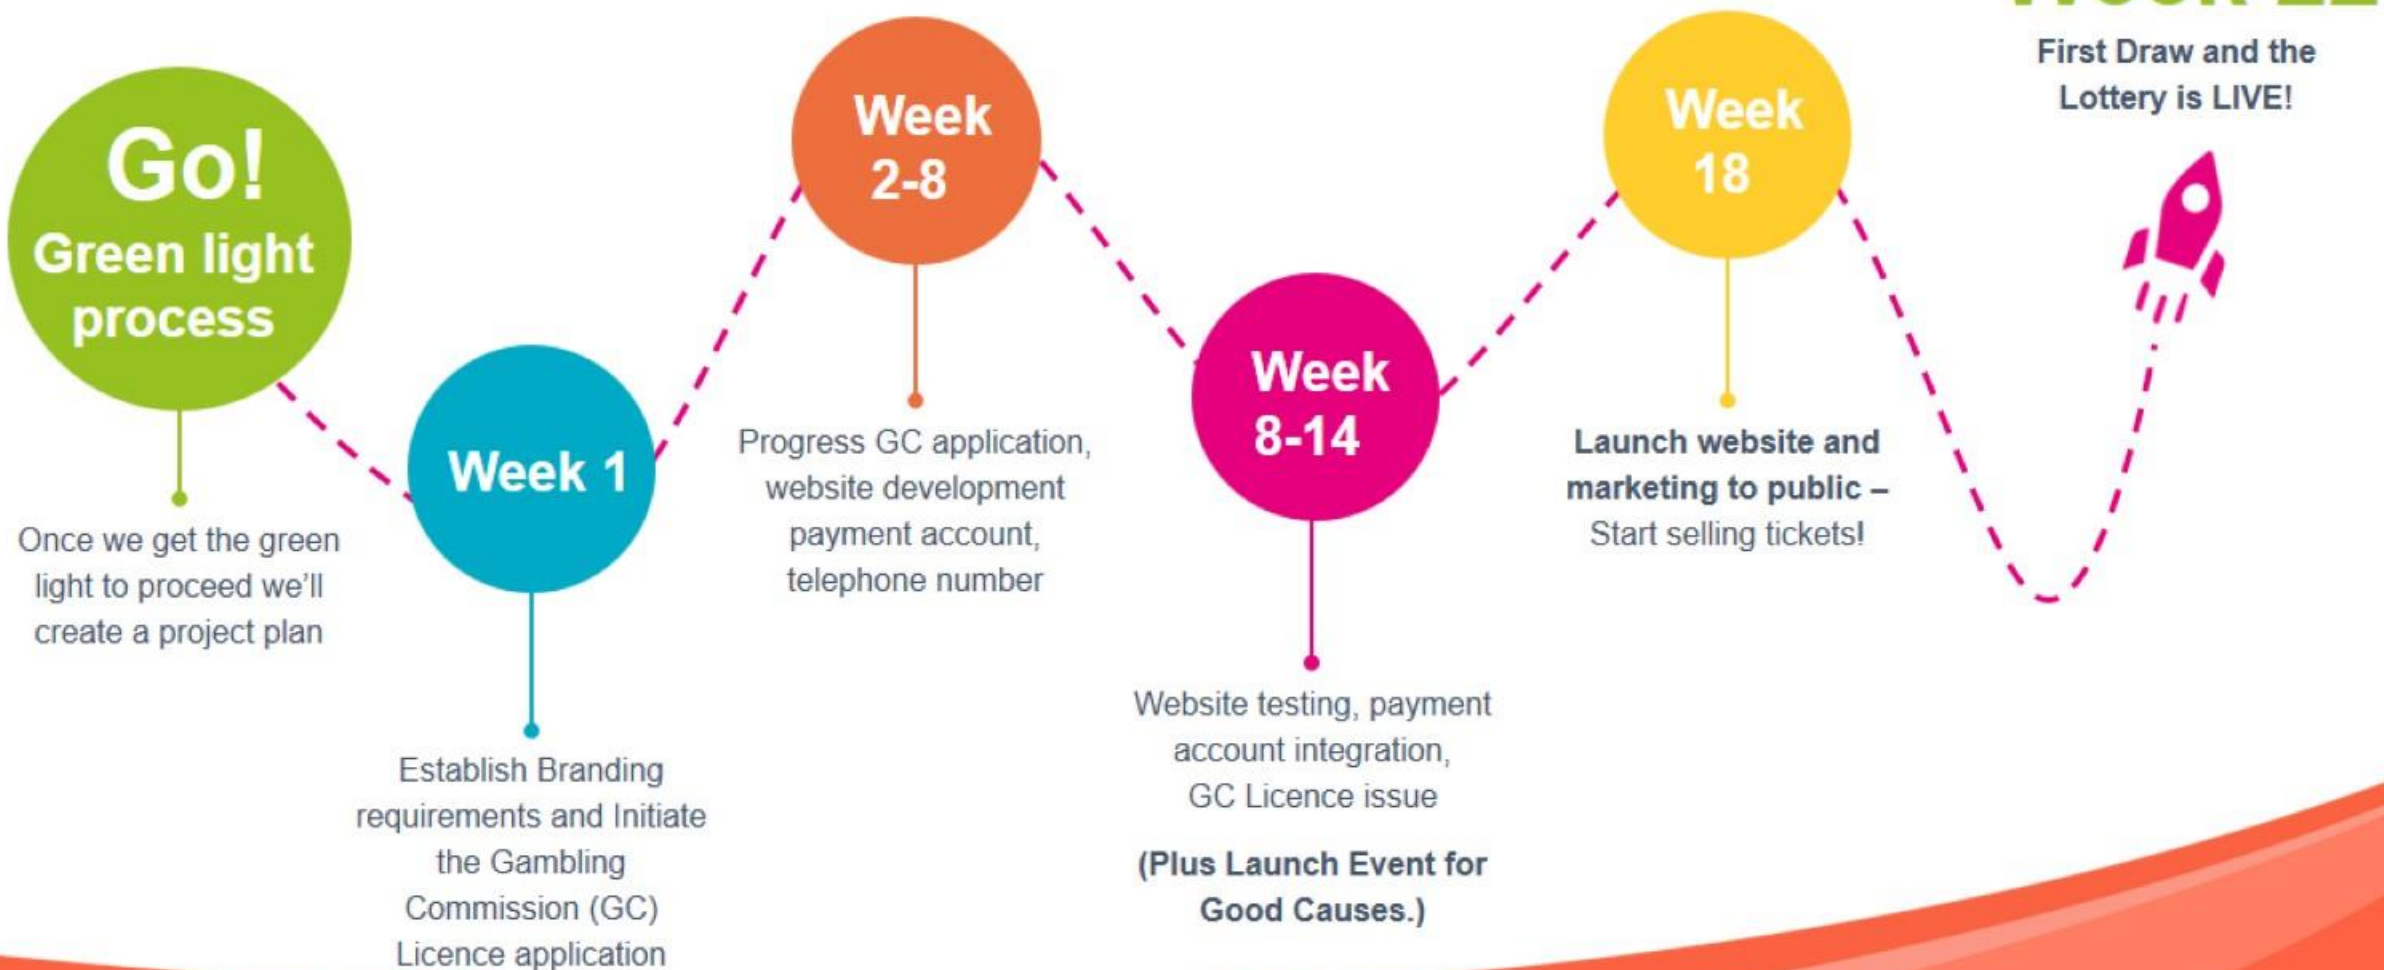 Go!
Green light
process
Once we get the green
light to proceed we'll
create a project plan
Week 1
Establish Branding
requirements and Initiate
the Gambling
Commission (GC)
Licence application
Week
2-8
Progress GC application,
website development
payment account,
telephone number
Week
8-14
Website testing, payment
account integration,
GC Licence issue
(Plus Launch Event for
Good Causes.)
Week
18
Launch website and
marketing to public –
Start selling tickets!
First Draw and the
Lottery is LIVE!